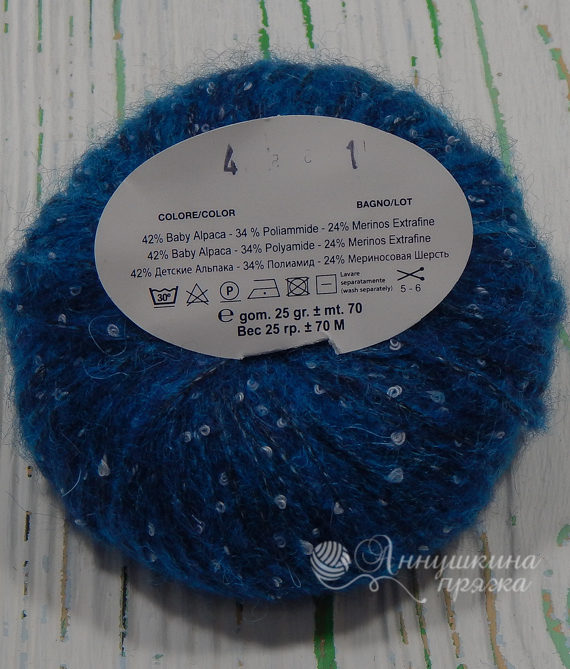 4 1
COLORE/COLOR BAGNO/LOT
42% Baby Alpaca - 34 % Poliammide - 24% Merinos Extrafine
42% Baby Alpaca - 34% Polyamide - 24% Merinos Extrafine
42% Детские Альпака - 34% Полиамид - 24% Мериносовая Шерсть
30° P Lavare
separatamente
(wash separately) 5 - 6
e gom. 25 gr. ± mt. 70
Вес 25 гр. ± 70 М
Аннушкина
пряжа